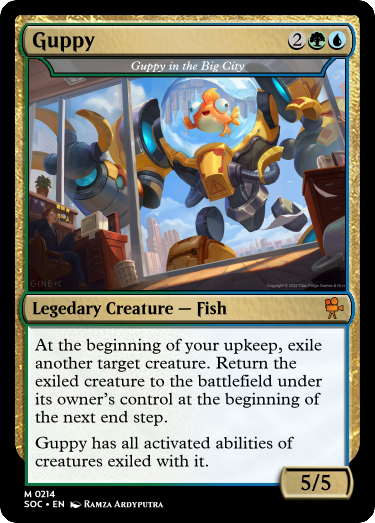 Guppy 2
Guppy in the Big City
GINEX
Legedary Creature — Fish
At the beginning of your upkeep, exile
another target creature. Return the
exiled creature to the battlefield under
its owner's control at the beginning of
the next end step.
Guppy has all activated abilities of
creatures exiled with it.
5/5
M 0214
SOC • EN Ramza Ardyputra